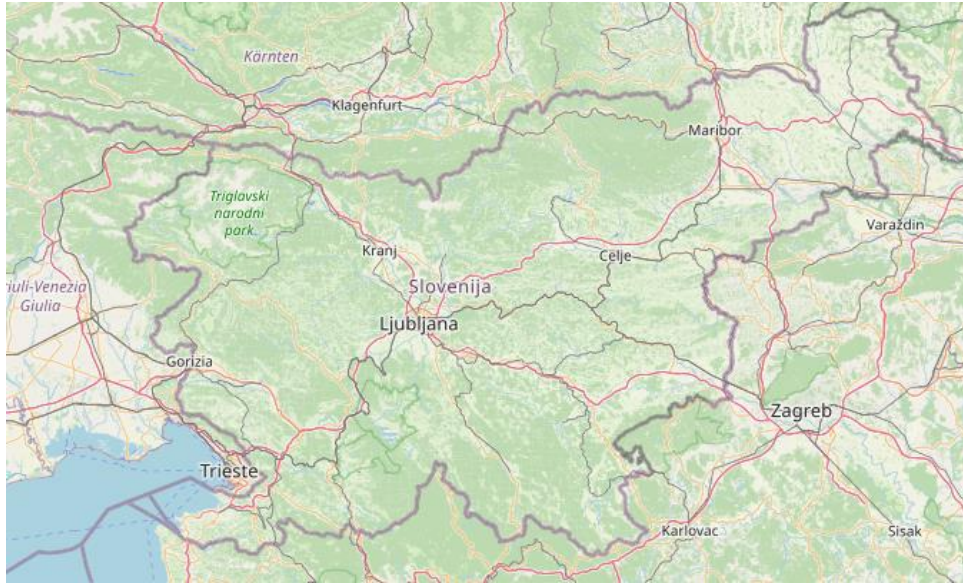 Kärnten
Klagenfurt
Maribor
Triglavski
narodni
park
Varaždin
Kranj
Celje
Slovenija
iuli-Venezia
Giulia
Ljubljana
Gorizia
Zagreb
Trieste
Karlovac
Sisak